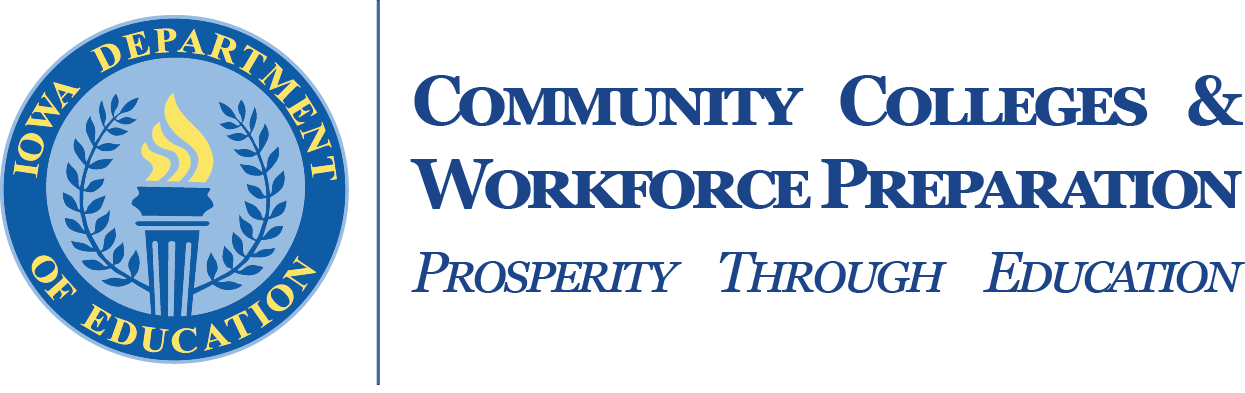 IOWA DEPARTMENT
OF EDUCATION
COMMUNITY COLLEGES &
WORKFORCE PREPARATION
PROSPERITY THROUGH EDUCATION